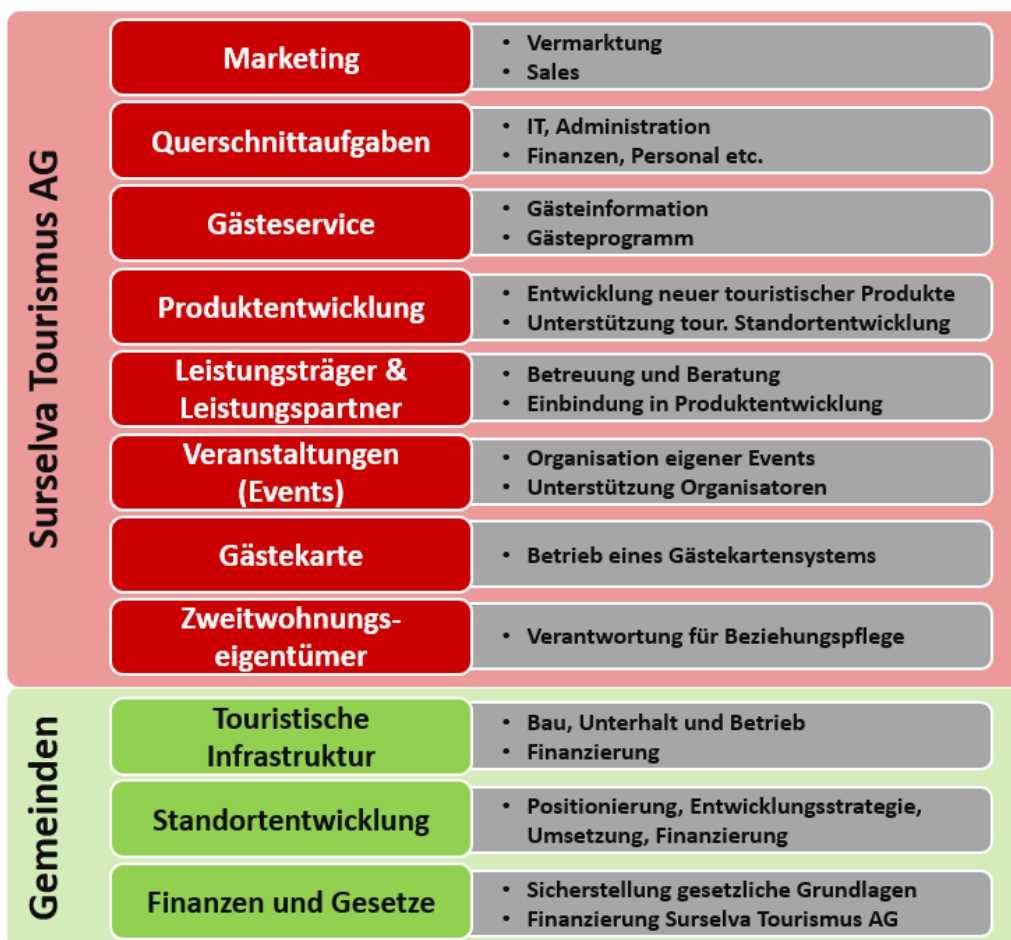 Surselva Tourismus AG
Marketing
• Vermarktung
• Sales
Querschnittaufgaben
• IT, Administration
• Finanzen, Personal etc.
Gästeservice
• Gästeinformation
• Gästeprogramm
Produktentwicklung
• Entwicklung neuer touristischer Produkte
• Unterstützung tour. Standortentwicklung
Leistungsträger &
Leistungspartner
• Betreuung und Beratung
• Einbindung in Produktentwicklung
Veranstaltungen
(Events)
• Organisation eigener Events
• Unterstützung Organisatoren
Gästekarte
• Betrieb eines Gästekartensystems
Zweitwohnungs-
eigentümer
• Verantwortung für Beziehungspflege
Gemeinden
Touristische
Infrastruktur
• Bau, Unterhalt und Betrieb
• Finanzierung
Standortentwicklung
• Positionierung, Entwicklungsstrategie,
Umsetzung, Finanzierung
Finanzen und Gesetze
• Sicherstellung gesetzliche Grundlagen
• Finanzierung Surselva Tourismus AG